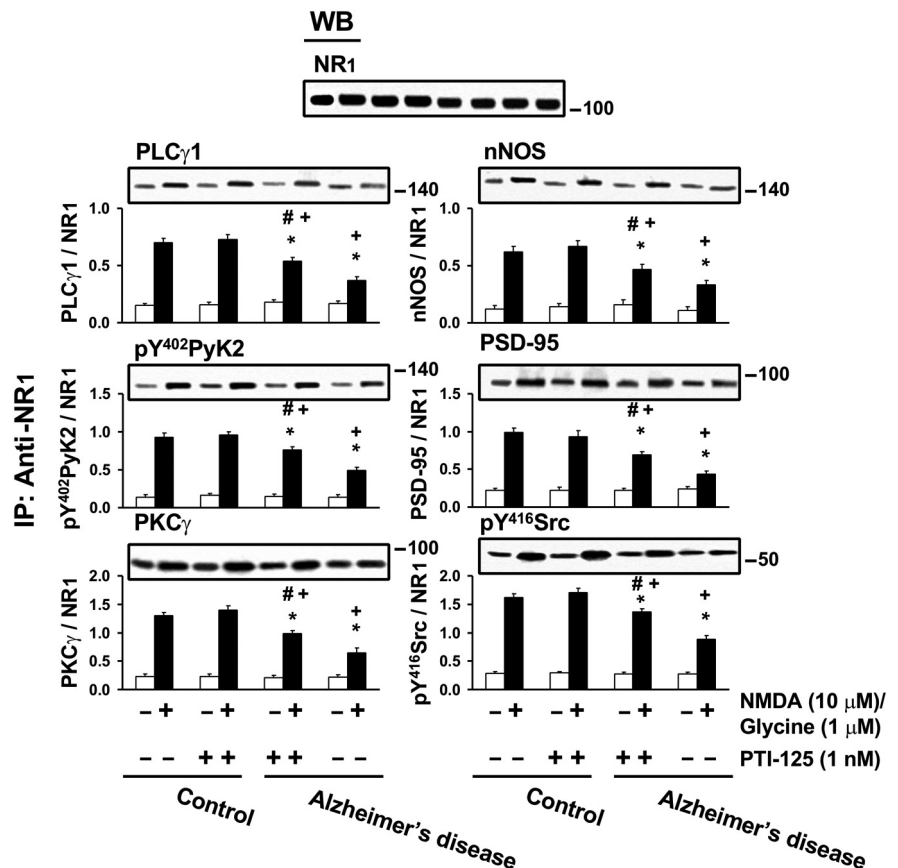 WB
NR1
–100
PLCγ1
–140
PLCγ1 / NR1
1.0
0.5
0.0
# +
*
+
*
nNOS
–140
nNOS / NR1
1.0
0.5
0.0
# +
*
+
*
IP: Anti-NR1
pY402PyK2
–140
pY402PyK2 / NR1
1.5
1.0
0.5
0.0
# +
*
+
*
PSD-95
–100
PSD-95 / NR1
1.5
1.0
0.5
0.0
# +
*
+
*
PKCγ
–100
PKCγ / NR1
2.0
1.5
1.0
0.5
0.0
# +
*
+
*
pY416Src
–50
pY416Src / NR1
2.0
1.5
1.0
0.5
0.0
# +
*
+
*
– + – + – + – + – + – + – + – + NMDA (10 μM)/
Glycine (1 μM)
– – + + + + – – – – + + + + – – PTI-125 (1 nM)
Control
Alzheimer’s disease
Control
Alzheimer’s disease